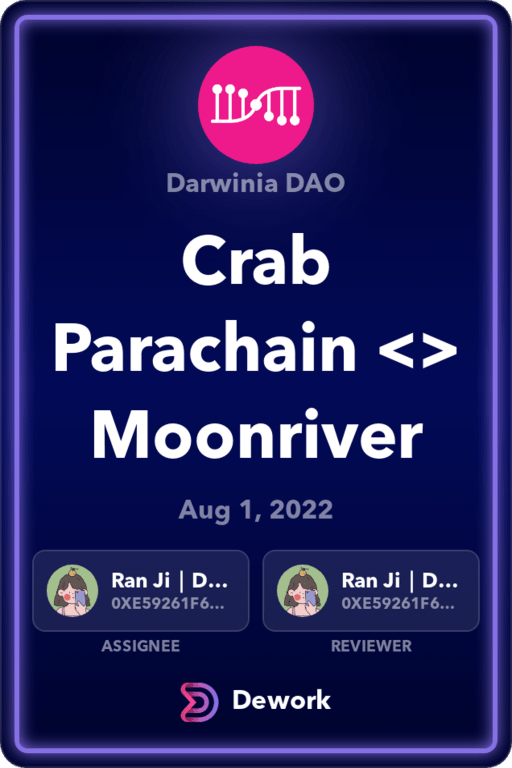 Darwinia DAO
Crab
Parachain <>
Moonriver
Aug 1, 2022
Ran Ji | D...
0XE59261F6...
ASSIGNEE
Ran Ji | D...
0XE59261F6...
REVIEWER
Dework